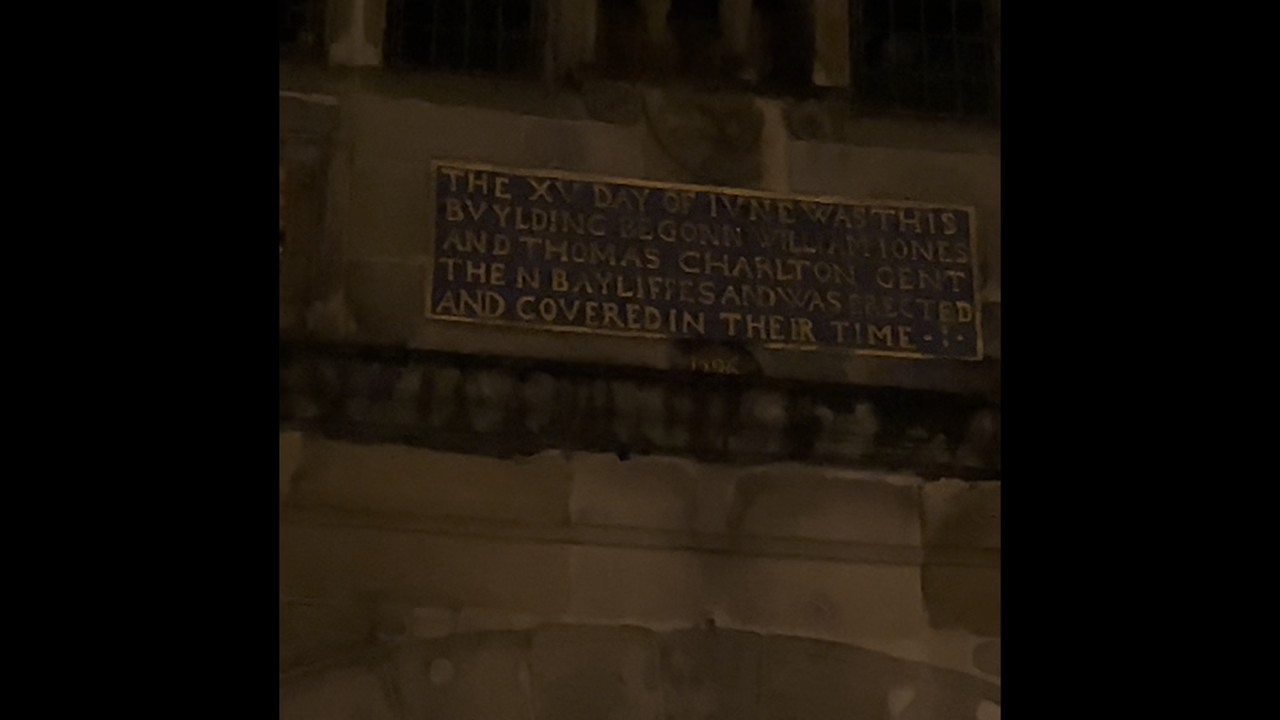 THE XV DAY OF IVNE WAS THIS
BVYLDING BEGONN WILLIAM IONES
AND THOMAS CHARLTON GENT
THEN BAYLIFFES AND WAS ERECTED
AND COVERED IN THEIR TIME - : ·
1596